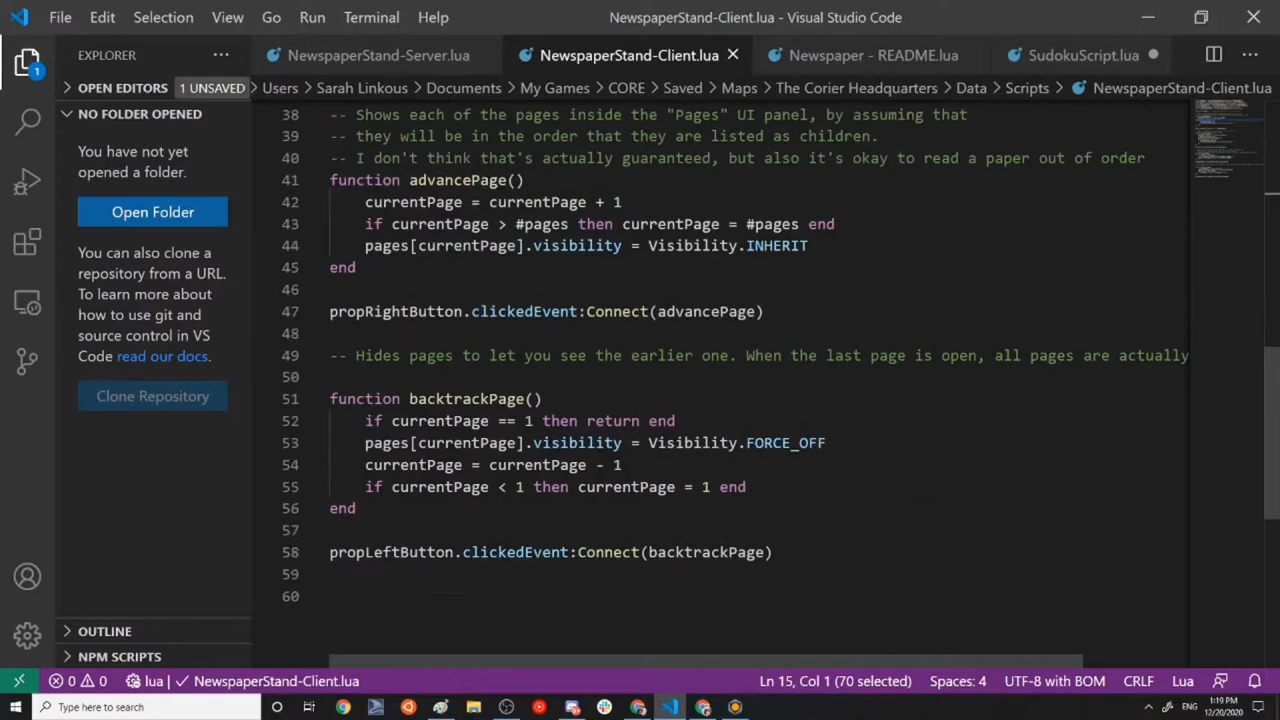 File Edit Selection View Go Run Terminal Help NewspaperStand-Client.lua - Visual Studio Code
EXPLORER ... NewspaperStand-Server.lua NewspaperStand-Client.lua Newspaper - README.lua SudokuScript.lua ...
1
OPEN EDITORS 1 UNSAVED
Users > Sarah Linkous > Documents > My Games > CORE > Saved > Maps > The Corier Headquarters > Data > Scripts > NewspaperStand-Client.lua
NO FOLDER OPENED
You have not yet
opened a folder.
Open Folder
You can also clone a
repository from a URL.
To learn more about
how to use git and
source control in VS
Code read our docs.
Clone Repository
OUTLINE
NPM SCRIPTS
38 -- Shows each of the pages inside the "Pages" UI panel, by assuming that
39 -- they will be in the order that they are listed as children.
40 -- I don't think that's actually guaranteed, but also it's okay to read a paper out of order
41 function advancePage()
42 currentPage = currentPage + 1
43 if currentPage > #pages then currentPage = #pages end
44 pages[currentPage].visibility = Visibility.INHERIT
45 end
46
47 propRightButton.clickedEvent:Connect(advancePage)
48
49 -- Hides pages to let you see the earlier one. When the last page is open, all pages are actually
50
51 function backtrackPage()
52 if currentPage == 1 then return end
53 pages[currentPage].visibility = Visibility.FORCE_OFF
54 currentPage = currentPage - 1
55 if currentPage < 1 then currentPage = 1 end
56 end
57
58 propLeftButton.clickedEvent:Connect(backtrackPage)
59
60
0 0 lua NewspaperStand-Client.lua Ln 15, Col 1 (70 selected) Spaces: 4 UTF-8 with BOM CRLF Lua
Type here to search ENG 1:19 PM
12/20/2020